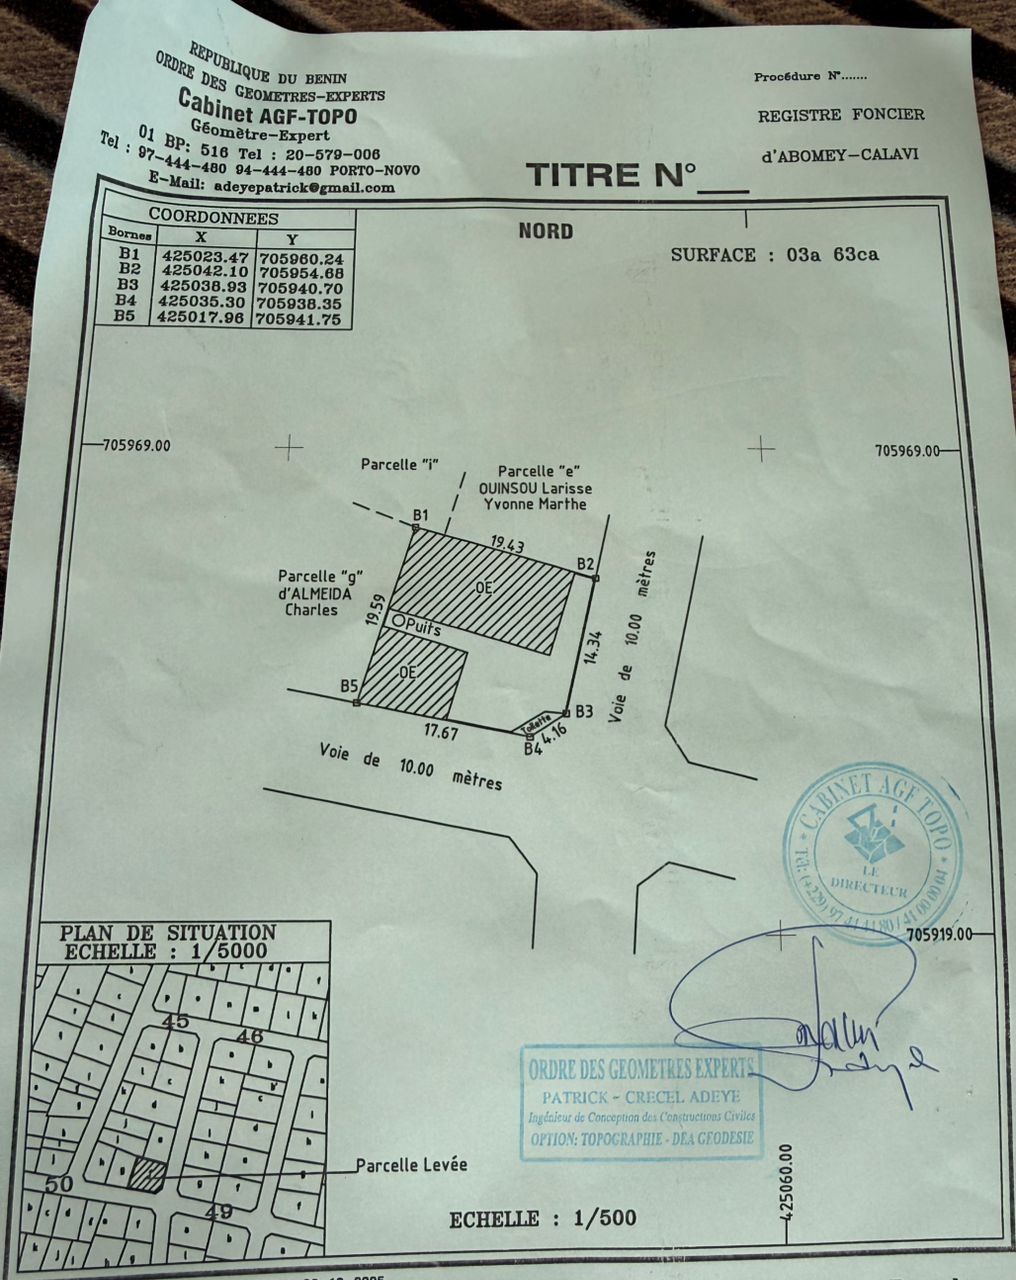 REPUBLIQUE DU BENIN
ORDRE DES GEOMETRES-EXPERTS
Cabinet AGF-TOPO
Géomètre-Expert
01 BP: 516 Tel : 20-579-006
Tel : 97-444-480 94-444-480 PORTO-NOVO
E-Mail: adeyepatrick@gmail.com
Procédure N°.......
REGISTRE FONCIER
d'ABOMEY-CALAVI
TITRE N°___
COORDONNEES
Bornes X Y
B1 425023.47 705960.24
B2 425042.10 705954.68
B3 425038.93 705940.70
B4 425035.30 705938.35
B5 425017.96 705941.75
NORD
SURFACE : 03a 63ca
705969.00
705969.00
Parcelle "i"
Parcelle "e"
OUINSOU Larisse
Yvonne Marthe
B1
19.43
B2
OE
Parcelle "g"
d'ALMEIDA
Charles
19.59
Puits
OE
14.34
Voie de 10.00 mètres
B5
B3
Toilette
4.16
B4
17.67
Voie de 10.00 mètres
CABINET AGF TOPO
LE
DIRECTEUR
705919.00
PLAN DE SITUATION
ECHELLE : 1/5000
45
46
50
49
Parcelle Levée
ORDRE DES GEOMETRES EXPERTS
PATRICK - CRECEL ADEYE
Ingénieur de Conception des Constructions Civiles
OPTION: TOPOGRAPHIE - DEA GEODESIE
425060.00
ECHELLE : 1/500